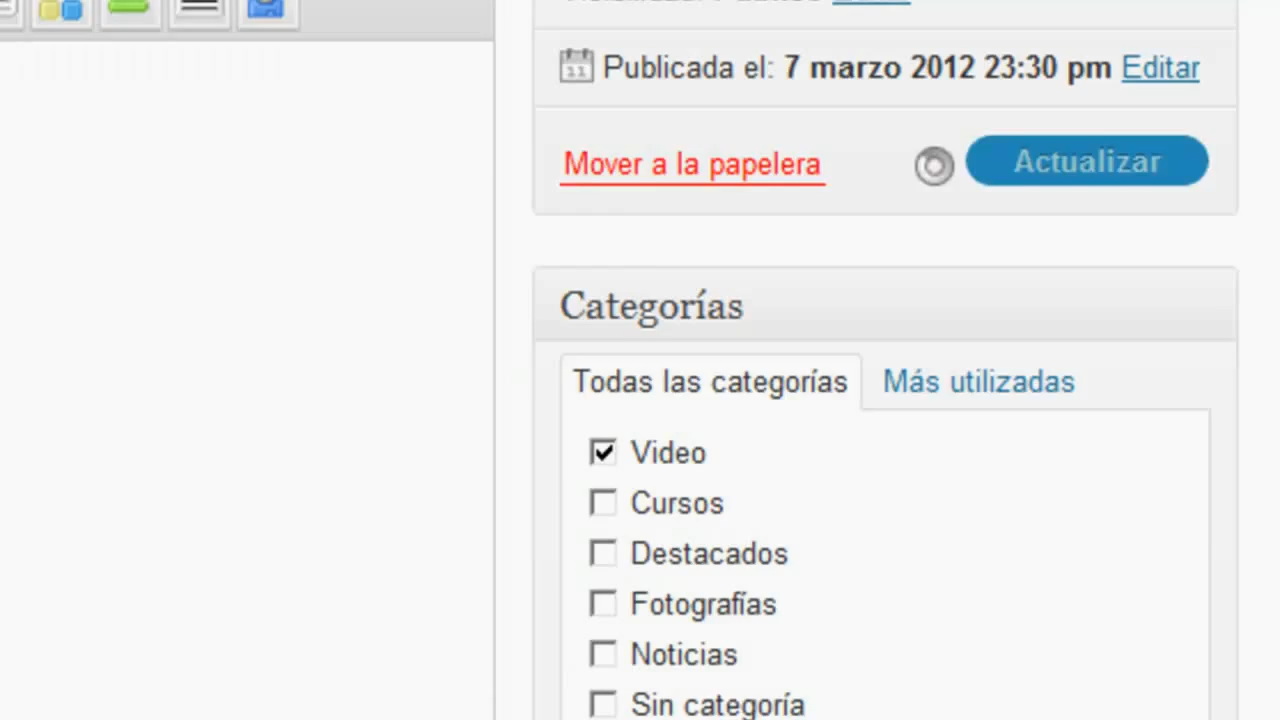 Publicada el: 7 marzo 2012 23:30 pm Editar
Mover a la papelera Actualizar
Categorías
Todas las categorías Más utilizadas
Video
Cursos
Destacados
Fotografías
Noticias
Sin categoría